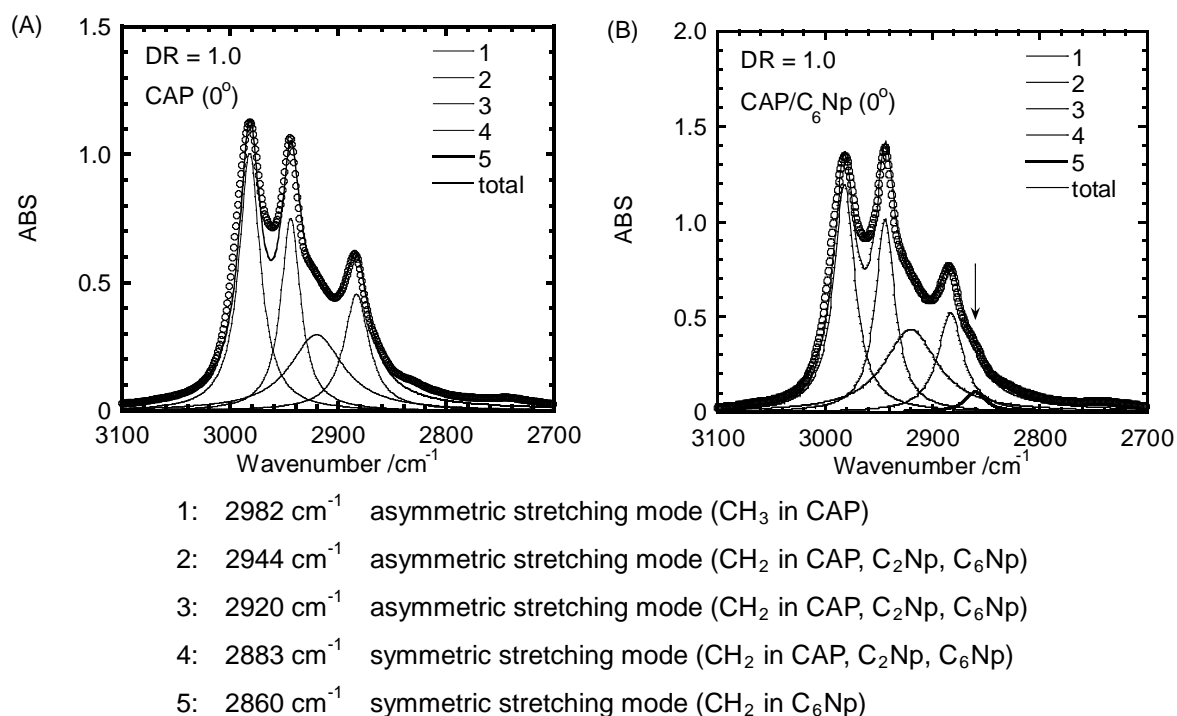 (A)
1.5
1.0
0.5
0
ABS
DR = 1.0
CAP (0°)
1
2
3
4
5
total
3100 3000 2900 2800 2700
Wavenumber /cm⁻¹
(B)
2.0
1.5
1.0
0.5
0
ABS
DR = 1.0
CAP/C₆Np (0°)
1
2
3
4
5
total
3100 3000 2900 2800 2700
Wavenumber /cm⁻¹
1: 2982 cm⁻¹ asymmetric stretching mode (CH₃ in CAP)
2: 2944 cm⁻¹ asymmetric stretching mode (CH₂ in CAP, C₂Np, C₆Np)
3: 2920 cm⁻¹ asymmetric stretching mode (CH₂ in CAP, C₂Np, C₆Np)
4: 2883 cm⁻¹ symmetric stretching mode (CH₂ in CAP, C₂Np, C₆Np)
5: 2860 cm⁻¹ symmetric stretching mode (CH₂ in C₆Np)